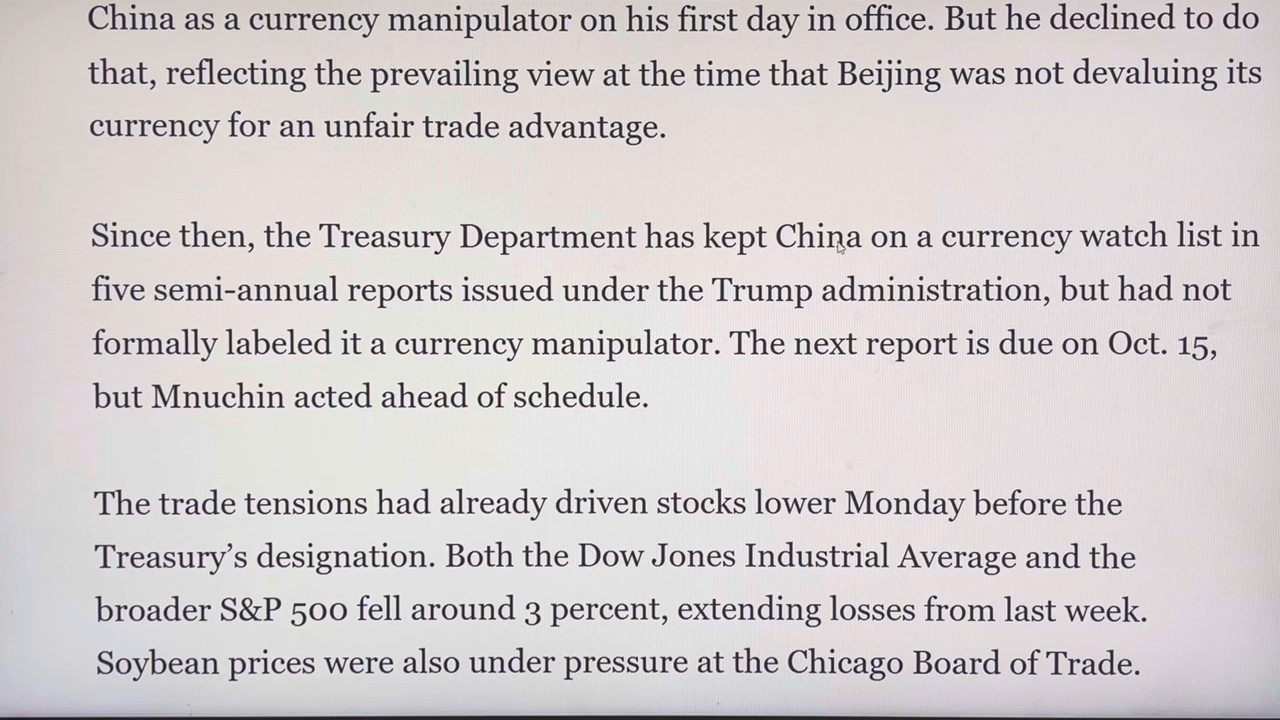 China as a currency manipulator on his first day in office. But he declined to do
that, reflecting the prevailing view at the time that Beijing was not devaluing its
currency for an unfair trade advantage.
Since then, the Treasury Department has kept China on a currency watch list in
five semi-annual reports issued under the Trump administration, but had not
formally labeled it a currency manipulator. The next report is due on Oct. 15,
but Mnuchin acted ahead of schedule.
The trade tensions had already driven stocks lower Monday before the
Treasury’s designation. Both the Dow Jones Industrial Average and the
broader S&P 500 fell around 3 percent, extending losses from last week.
Soybean prices were also under pressure at the Chicago Board of Trade.